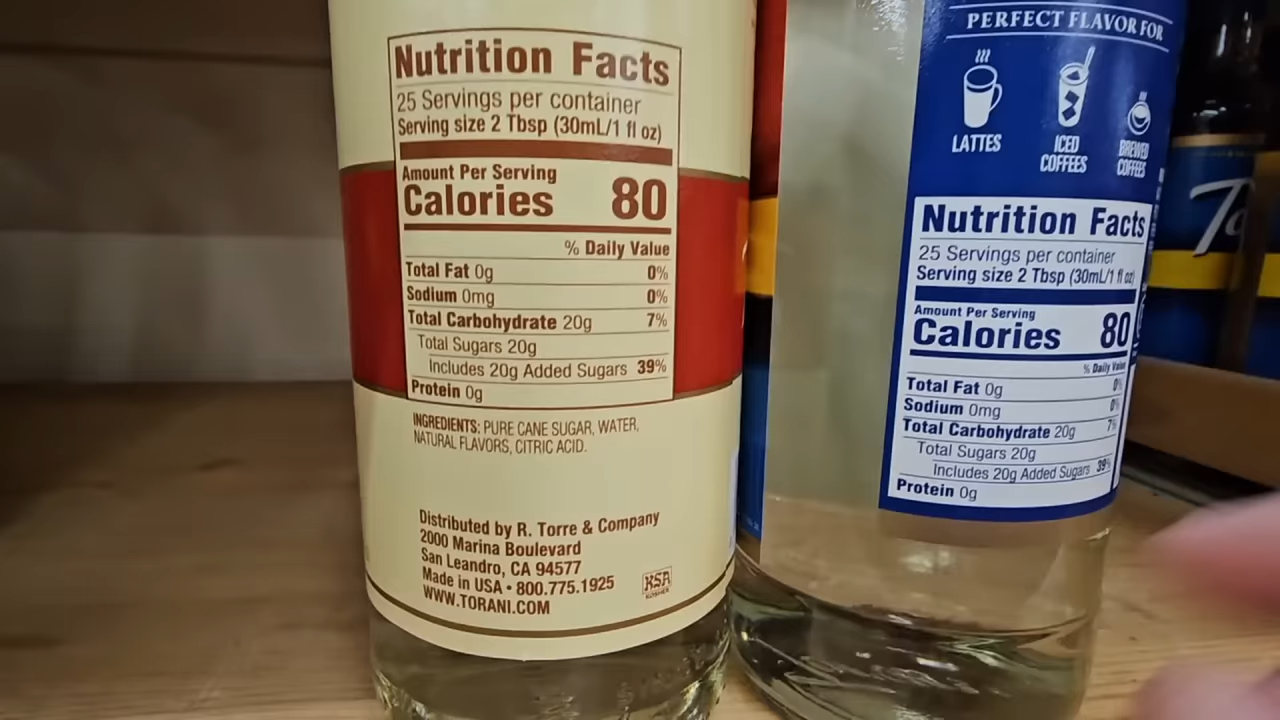 Nutrition Facts
25 Servings per container
Serving size 2 Tbsp (30mL/1 fl oz)
Amount Per Serving
Calories 80
% Daily Value
Total Fat 0g 0%
Sodium 0mg 0%
Total Carbohydrate 20g 7%
Total Sugars 20g
Includes 20g Added Sugars 39%
Protein 0g
INGREDIENTS: PURE CANE SUGAR, WATER,
NATURAL FLAVORS, CITRIC ACID.
Distributed by R. Torre & Company
2000 Marina Boulevard
San Leandro, CA 94577
Made in USA • 800.775.1925
WWW.TORANI.COM
KSA
KOSHER
PERFECT FLAVOR FOR
LATTES
ICED
COFFEES
BREWED
COFFEES
Nutrition Facts
25 Servings per container
Serving size 2 Tbsp (30mL/1 fl oz)
Amount Per Serving
Calories 80
% Daily Value
Total Fat 0g 0%
Sodium 0mg 0%
Total Carbohydrate 20g 7%
Total Sugars 20g
Includes 20g Added Sugars 39%
Protein 0g